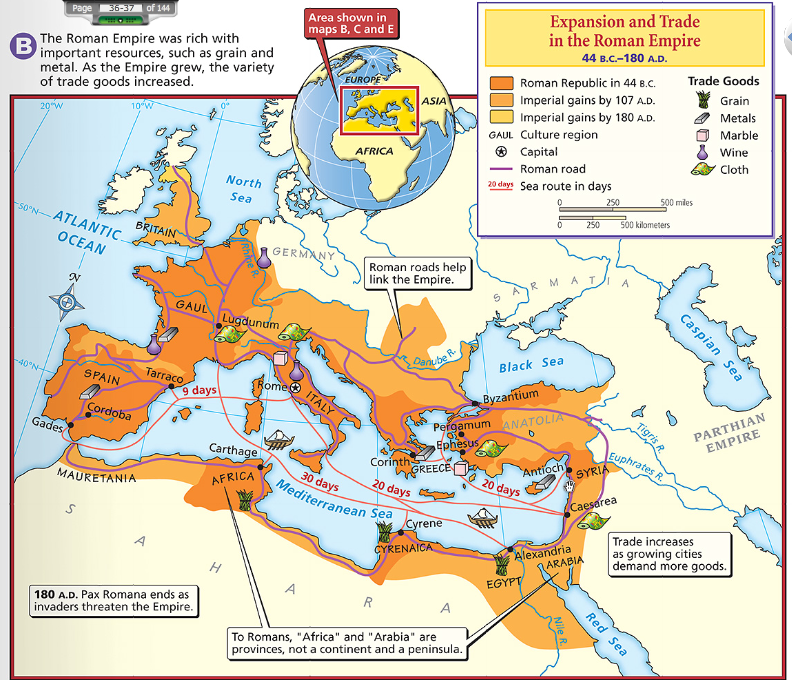 Page 36-37 of 144
B
The Roman Empire was rich with
important resources, such as grain and
metal. As the Empire grew, the variety
of trade goods increased.
Area shown in
maps B, C and E
EUROPE
ASIA
AFRICA
Expansion and Trade
in the Roman Empire
44 B.C.–180 A.D.
Roman Republic in 44 B.C.
Imperial gains by 107 A.D.
Imperial gains by 180 A.D.
GAUL Culture region
Capital
Roman road
20 days Sea route in days
Trade Goods
Grain
Metals
Marble
Wine
Cloth
0 250 500 miles
0 250 500 kilometers
20°W
10°W
0°
50°N
40°N
North
Sea
ATLANTIC
OCEAN
BRITAIN
N
Rhine R.
GERMANY
Roman roads help
link the Empire.
SARMATIA
GAUL
Lugdunum
Danube R.
Black Sea
Caspian Sea
SPAIN
Tarraco
9 days
Rome
ITALY
Byzantium
Cordoba
Gades
Pergamum
ANATOLIA
Ephesus
Tigris R.
PARTHIAN
EMPIRE
Carthage
Corinth
GREECE
Antioch
SYRIA
Euphrates R.
MAURETANIA
AFRICA
30 days
20 days
20 days
Mediterranean Sea
Caesarea
Cyrene
CYRENAICA
Alexandria
ARABIA
EGYPT
Trade increases
as growing cities
demand more goods.
SAHARA
180 A.D. Pax Romana ends as
invaders threaten the Empire.
To Romans, "Africa" and "Arabia" are
provinces, not a continent and a peninsula.
Nile R.
Red Sea